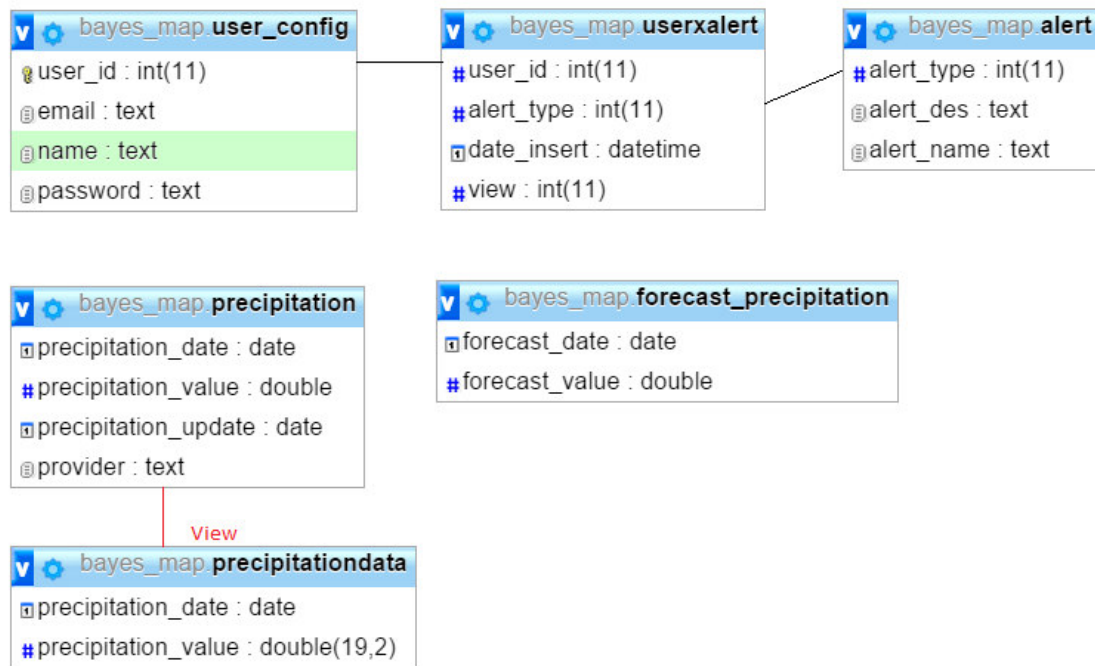 bayes_map.user_config
user_id : int(11)
email : text
name : text
password : text
bayes_map.userxalert
user_id : int(11)
alert_type : int(11)
date_insert : datetime
view : int(11)
bayes_map.alert
alert_type : int(11)
alert_des : text
alert_name : text
bayes_map.precipitation
precipitation_date : date
precipitation_value : double
precipitation_update : date
provider : text
bayes_map.forecast_precipitation
forecast_date : date
forecast_value : double
View
bayes_map.precipitationdata
precipitation_date : date
precipitation_value : double(19,2)